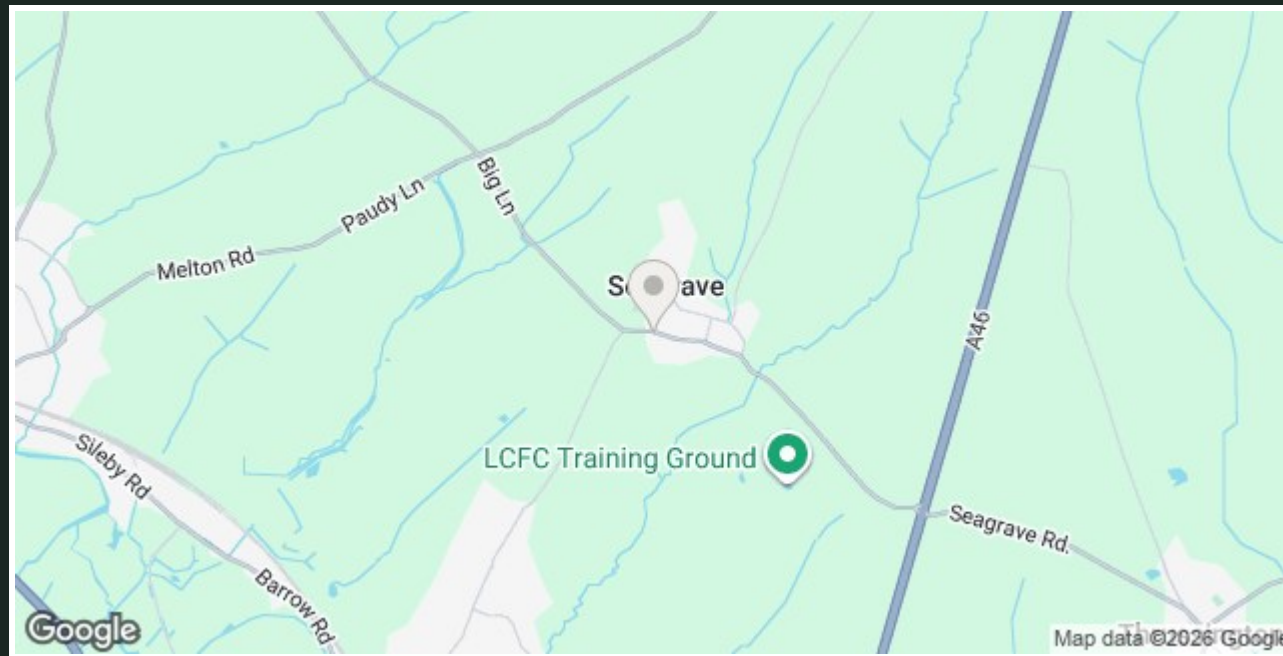 Big Ln
Paudy Ln
Melton Rd
Seagrave
A46
Sileby Rd
LCFC Training Ground
Seagrave Rd.
Barrow Rd
Google
Map data ©2026 Google